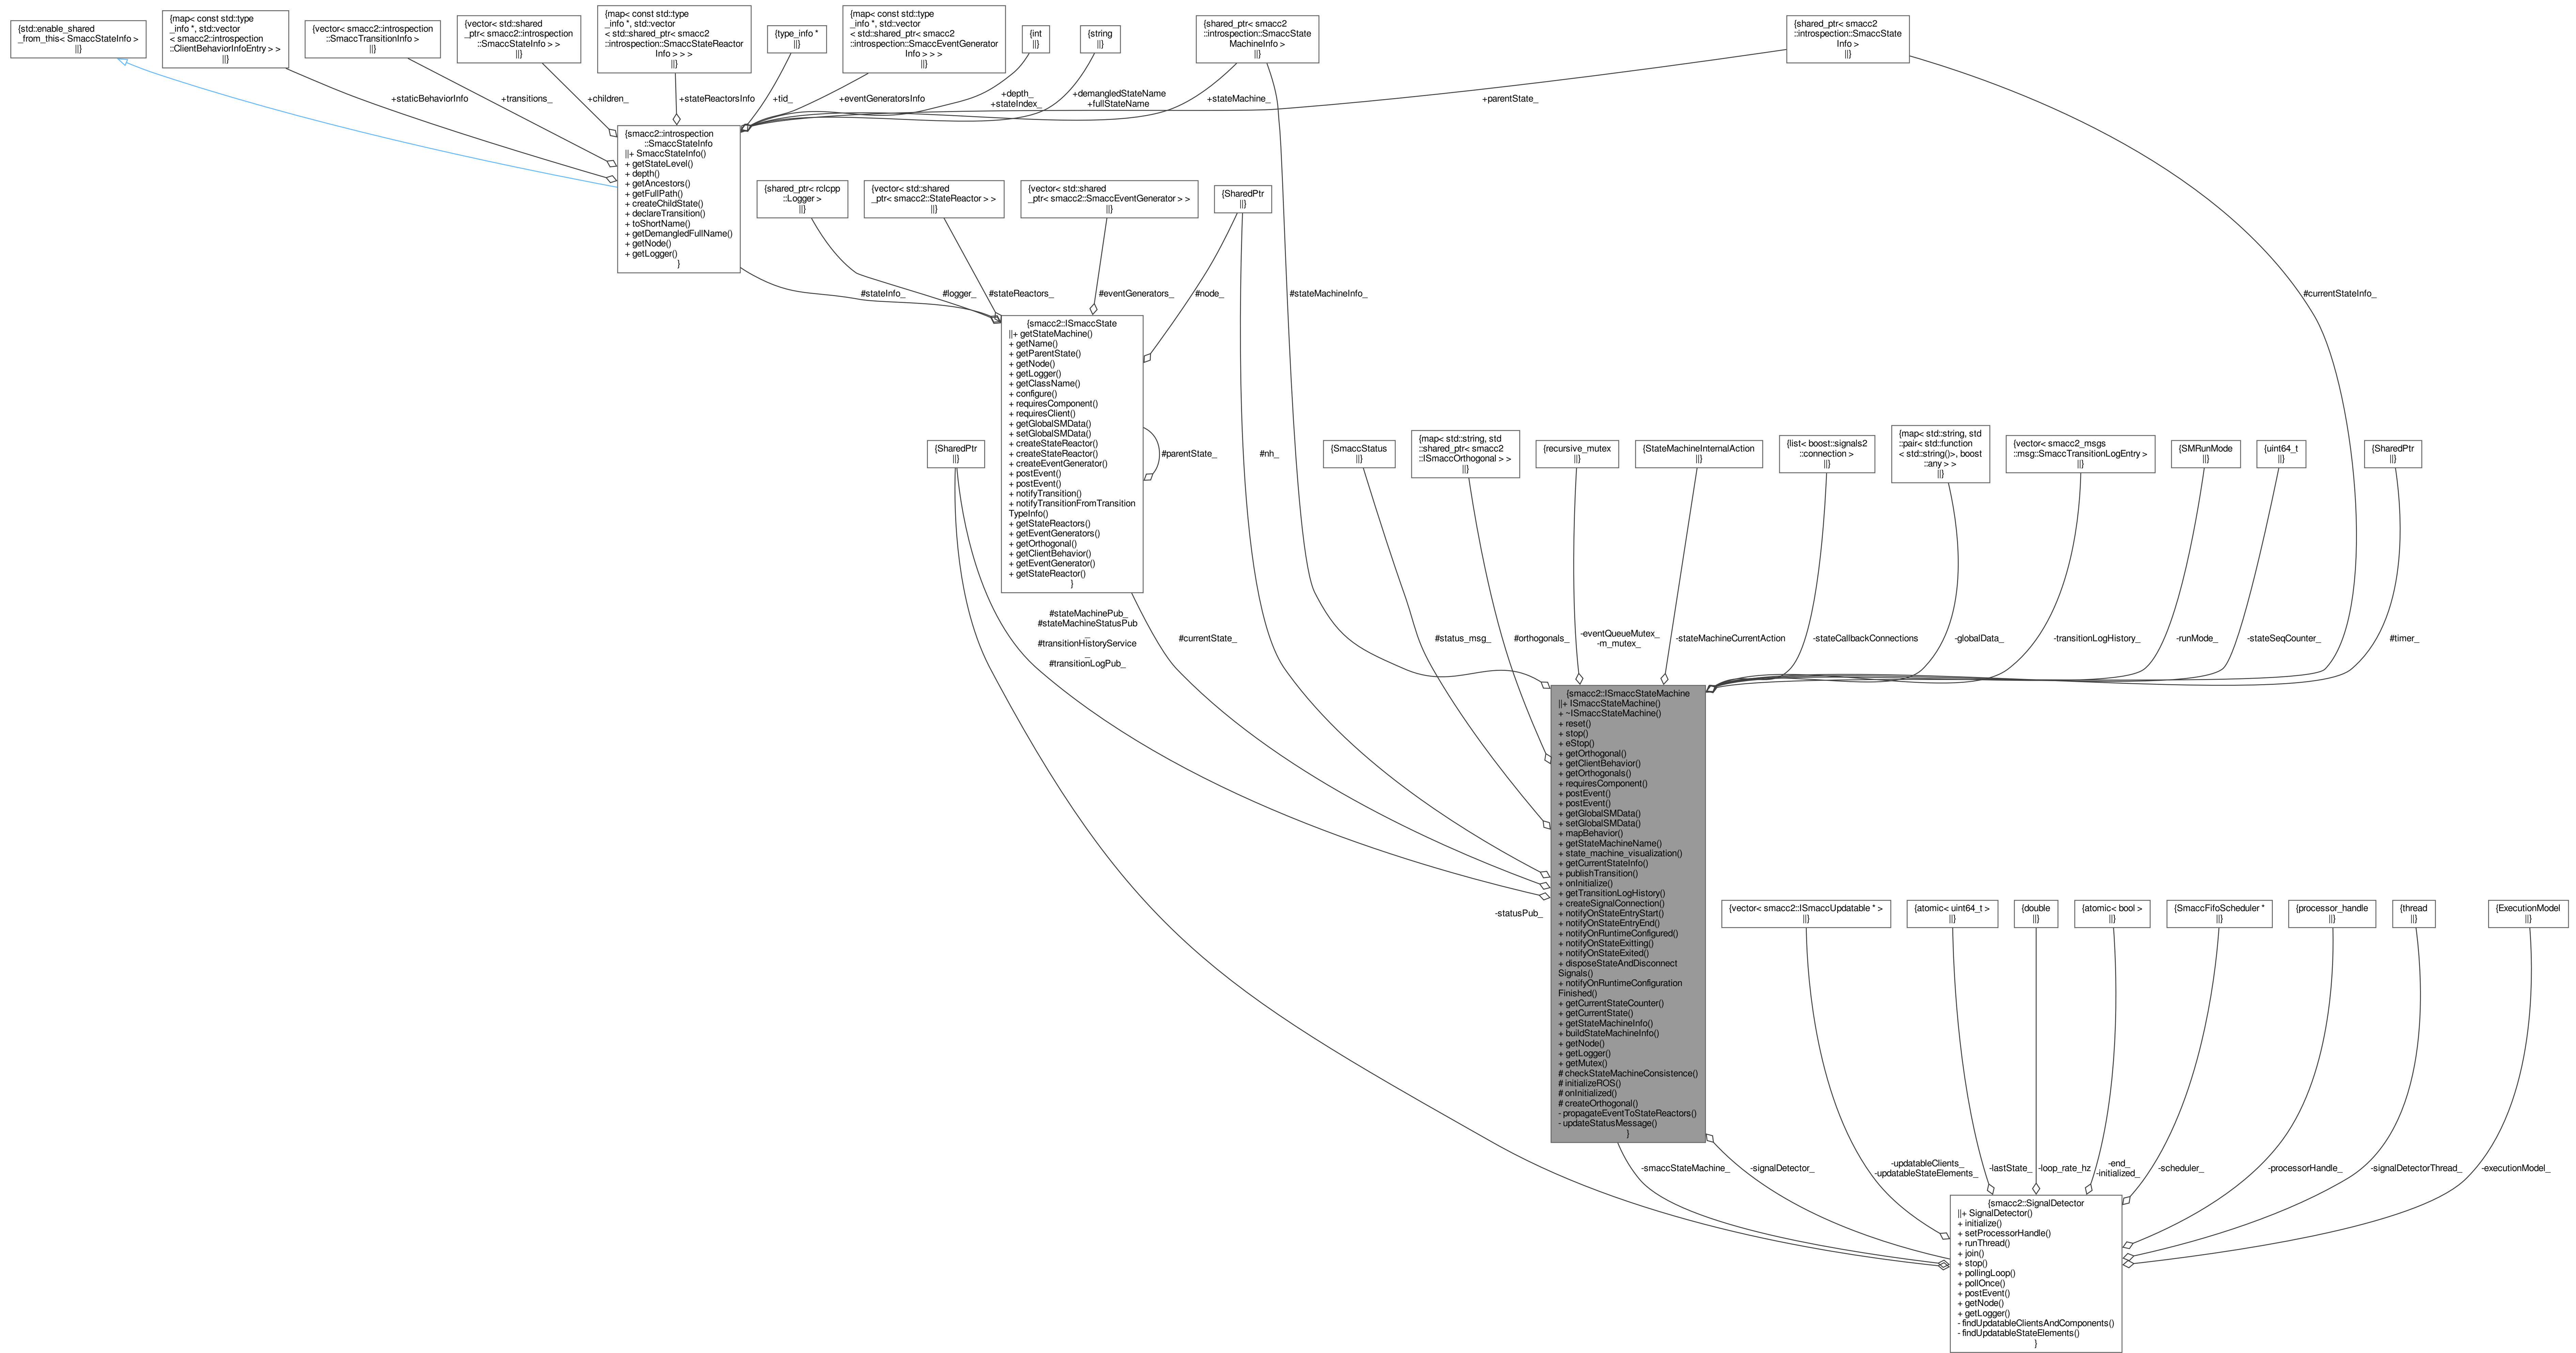 {std::enable_shared
_from_this< SmaccStateInfo >
||}
{map< const std::type
_info *, std::vector
< smacc2::introspection
::ClientBehaviorInfoEntry > >
||}
{vector< smacc2::introspection
::SmaccTransitionInfo >
||}
{vector< std::shared
_ptr< smacc2::introspection
::SmaccStateInfo > >
||}
{map< const std::type
_info *, std::vector
< std::shared_ptr< smacc2
::introspection::SmaccStateReactor
Info > > >
||}
{type_info *
||}
{map< const std::type
_info *, std::vector
< std::shared_ptr< smacc2
::introspection::SmaccEventGenerator
Info > > >
||}
{int
||}
{string
||}
{shared_ptr< smacc2
::introspection::SmaccState
MachineInfo >
||}
{shared_ptr< smacc2
::introspection::SmaccState
Info >
||}
+staticBehaviorInfo
+transitions_
+children_
+stateReactorsInfo
+tid_
+eventGeneratorsInfo
+depth_
+stateIndex_
+demangledStateName
+fullStateName
+stateMachine_
+parentState_
{smacc2::introspection
::SmaccStateInfo
||+ SmaccStateInfo()
+ getStateLevel()
+ depth()
+ getAncestors()
+ getFullPath()
+ createChildState()
+ declareTransition()
+ toShortName()
+ getDemangledFullName()
+ getNode()
+ getLogger()
}
{shared_ptr< rclcpp
::Logger >
||}
{vector< std::shared
_ptr< smacc2::StateReactor > >
||}
{vector< std::shared
_ptr< smacc2::SmaccEventGenerator > >
||}
{SharedPtr
||}
#stateInfo_
#logger_
#stateReactors_
#eventGenerators_
#node_
#stateMachineInfo_
#currentStateInfo_
{smacc2::ISmaccState
||+ getStateMachine()
+ getName()
+ getParentState()
+ getNode()
+ getLogger()
+ getClassName()
+ configure()
+ requiresComponent()
+ requiresClient()
+ getGlobalSMData()
+ setGlobalSMData()
+ createStateReactor()
+ createStateReactor()
+ createEventGenerator()
+ postEvent()
+ postEvent()
+ notifyTransition()
+ notifyTransitionFromTransition
TypeInfo()
+ getStateReactors()
+ getEventGenerators()
+ getOrthogonal()
+ getClientBehavior()
+ getEventGenerator()
+ getStateReactor()
}
#parentState_
#nh_
{SharedPtr
||}
{SmaccStatus
||}
{map< std::string, std
::shared_ptr< smacc2
::ISmaccOrthogonal > >
||}
{recursive_mutex
||}
{StateMachineInternalAction
||}
{list< boost::signals2
::connection >
||}
{map< std::string, std
::pair< std::function
< std::string()>, boost
::any > >
||}
{vector< smacc2_msgs
::msg::SmaccTransitionLogEntry >
||}
{SMRunMode
||}
{uint64_t
||}
{SharedPtr
||}
#stateMachinePub_
#stateMachineStatusPub
_
#transitionHistoryService
_
#transitionLogPub_
#currentState_
#status_msg_
#orthogonals_
-eventQueueMutex_
-m_mutex_
-stateMachineCurrentAction
-stateCallbackConnections
-globalData_
-transitionLogHistory_
-runMode_
-stateSeqCounter_
#timer_
{smacc2::ISmaccStateMachine
||+ ISmaccStateMachine()
+ ~ISmaccStateMachine()
+ reset()
+ stop()
+ eStop()
+ getOrthogonal()
+ getClientBehavior()
+ getOrthogonals()
+ requiresComponent()
+ postEvent()
+ postEvent()
+ getGlobalSMData()
+ setGlobalSMData()
+ mapBehavior()
+ getStateMachineName()
+ state_machine_visualization()
+ getCurrentStateInfo()
+ publishTransition()
+ onInitialize()
+ getTransitionLogHistory()
+ createSignalConnection()
+ notifyOnStateEntryStart()
+ notifyOnStateEntryEnd()
+ notifyOnRuntimeConfigured()
+ notifyOnStateExitting()
+ notifyOnStateExited()
+ disposeStateAndDisconnect
Signals()
+ notifyOnRuntimeConfiguration
Finished()
+ getCurrentStateCounter()
+ getCurrentState()
+ getStateMachineInfo()
+ buildStateMachineInfo()
+ getNode()
+ getLogger()
+ getMutex()
# checkStateMachineConsistence()
# initializeROS()
# onInitialized()
# createOrthogonal()
- propagateEventToStateReactors()
- updateStatusMessage()
}
-statusPub_
{vector< smacc2::ISmaccUpdatable * >
||}
{atomic< uint64_t >
||}
{double
||}
{atomic< bool >
||}
{SmaccFifoScheduler *
||}
{processor_handle
||}
{thread
||}
{ExecutionModel
||}
-smaccStateMachine_
-signalDetector_
-updatableClients_
-updatableStateElements_
-lastState_
-loop_rate_hz
-end_
-initialized_
-scheduler_
-processorHandle_
-signalDetectorThread_
-executionModel_
{smacc2::SignalDetector
||+ SignalDetector()
+ initialize()
+ setProcessorHandle()
+ runThread()
+ join()
+ stop()
+ pollingLoop()
+ pollOnce()
+ postEvent()
+ getNode()
+ getLogger()
- findUpdatableClientsAndComponents()
- findUpdatableStateElements()
}